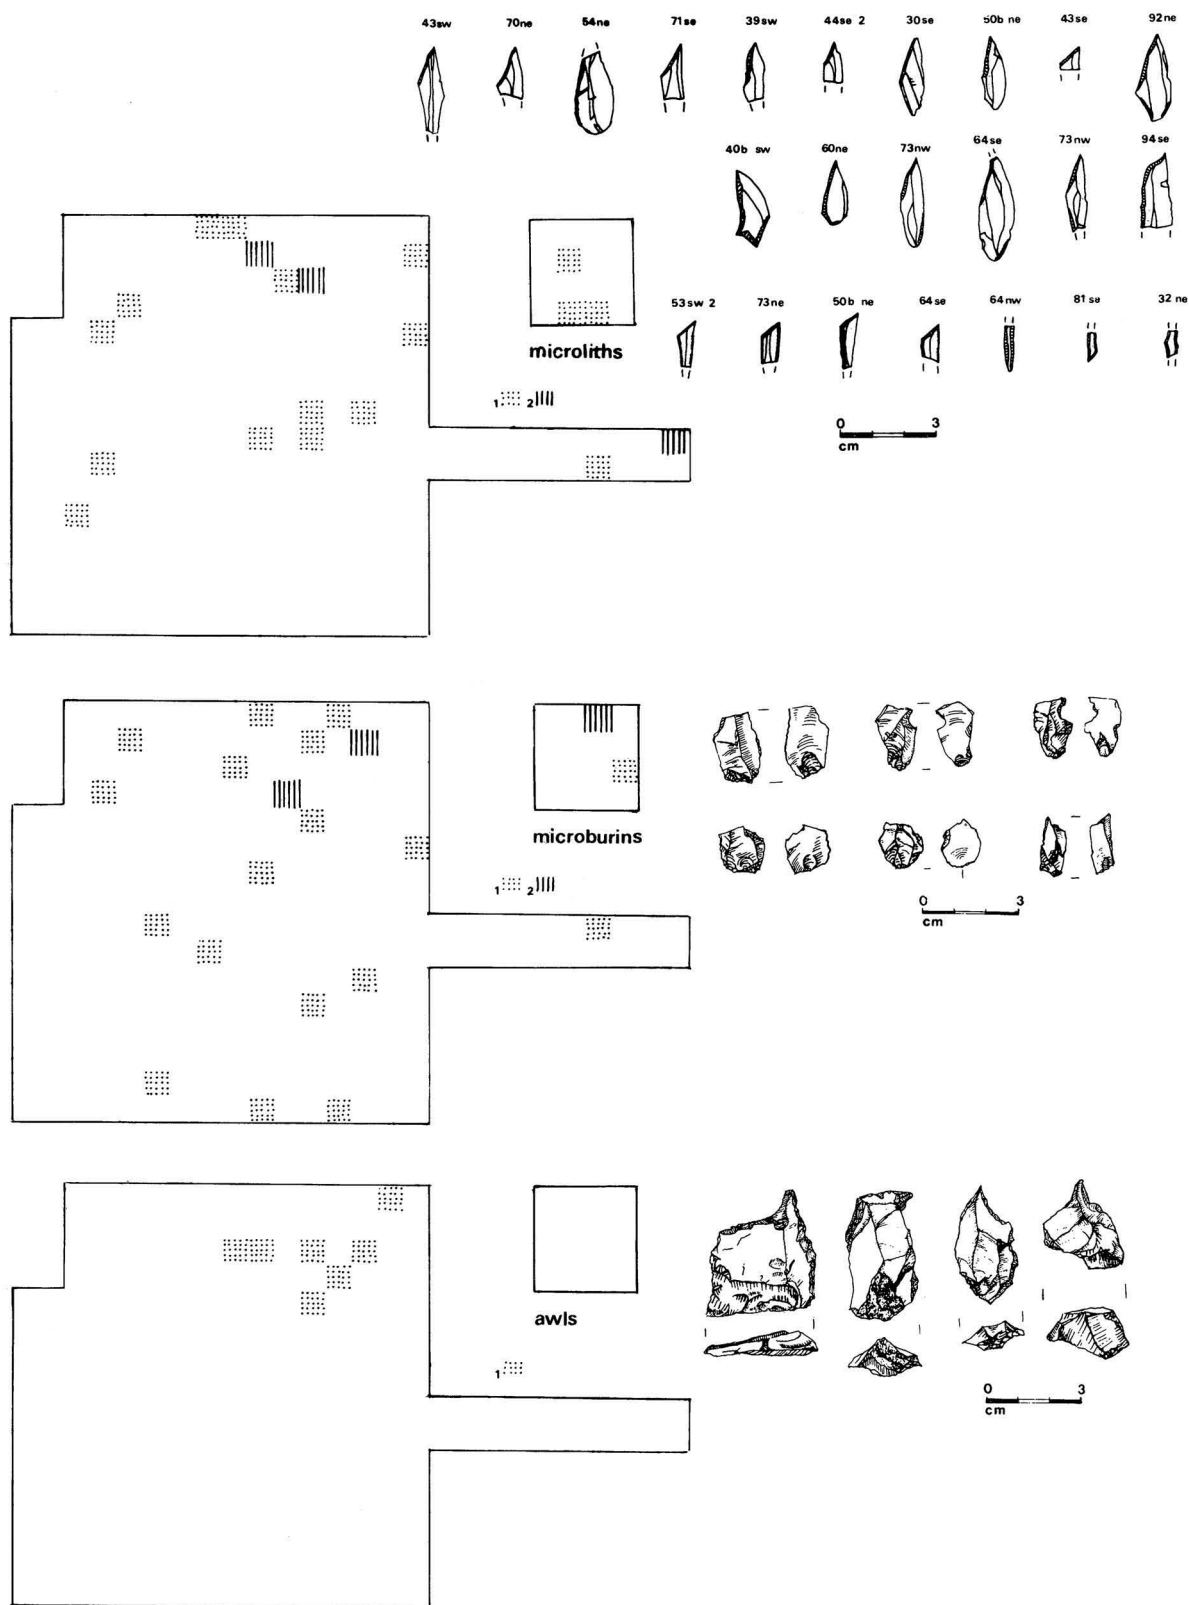 43sw 70ne 54ne 71se 39sw 44se 2 30se 50b ne 43se 92ne
40b sw 60ne 73nw 64se 73nw 94se
53sw 2 73ne 50b ne 64se 64nw 81se 32ne
microliths
1 2
0 3
cm
microburins
1 2
0 3
cm
awls
1
0 3
cm